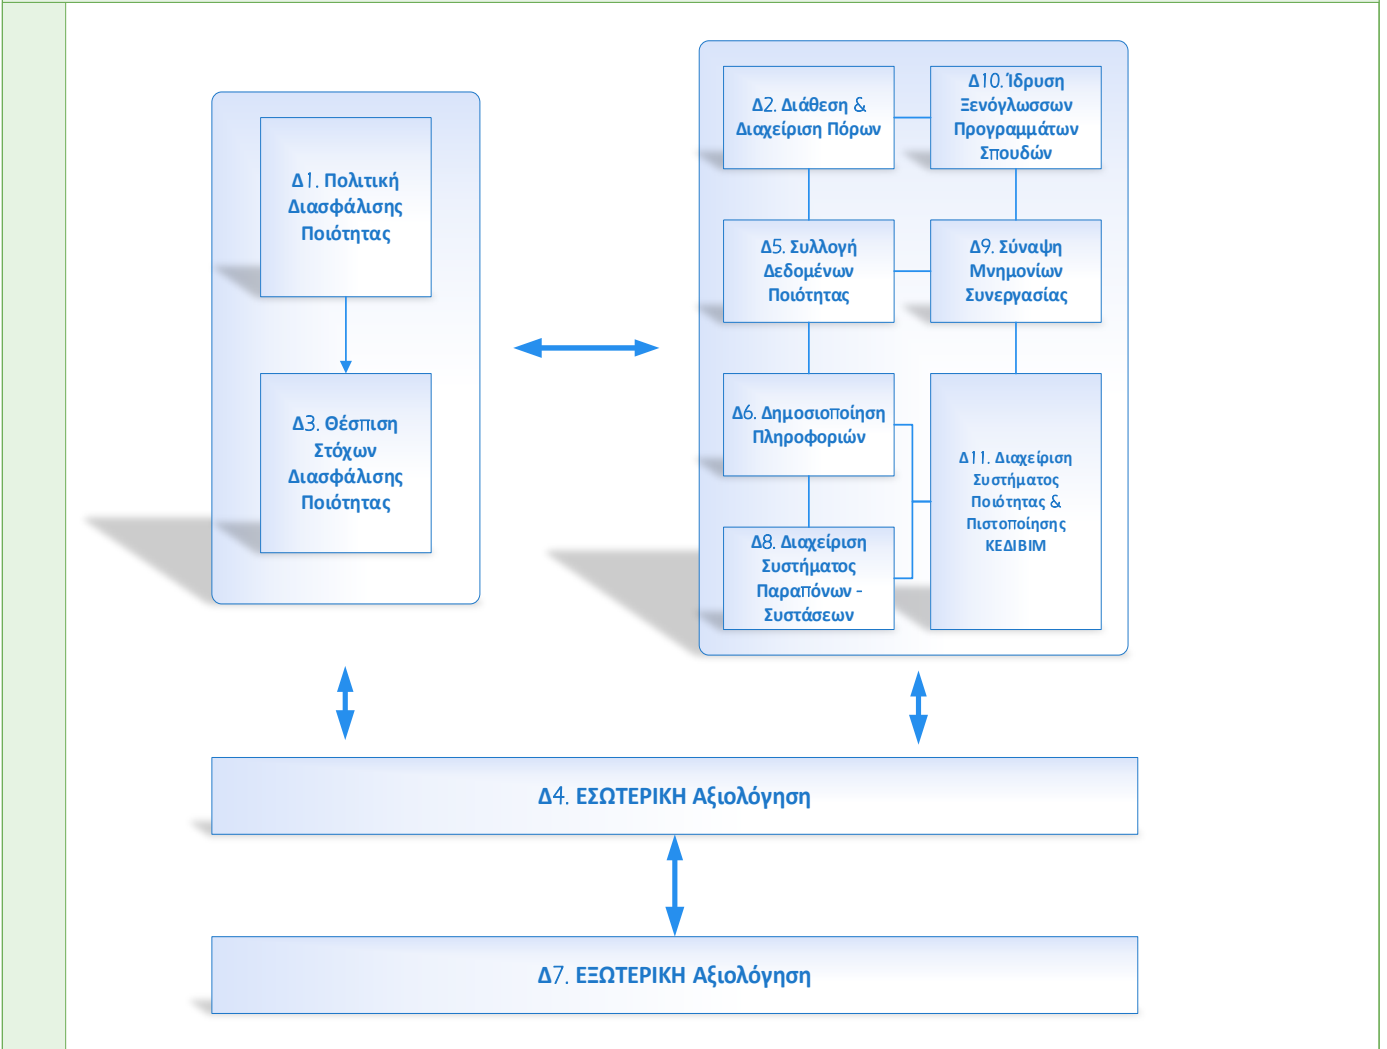 Δ1. Πολιτική
Διασφάλισης
Ποιότητας
Δ3. Θέσπιση
Στόχων
Διασφάλισης
Ποιότητας
Δ2. Διάθεση &
Διαχείριση Πόρων
Δ10. Ίδρυση
Ξενόγλωσσων
Προγραμμάτων
Σπουδών
Δ5. Συλλογή
Δεδομένων
Ποιότητας
Δ9. Σύναψη
Μνημονίων
Συνεργασίας
Δ6. Δημοσιοποίηση
Πληροφοριών
Δ11. Διαχείριση
Συστήματος
Ποιότητας &
Πιστοποίησης
ΚΕΔΙΒΙΜ
Δ8. Διαχείριση
Συστήματος
Παραπόνων -
Συστάσεων
Δ4. ΕΣΩΤΕΡΙΚΗ Αξιολόγηση
Δ7. ΕΞΩΤΕΡΙΚΗ Αξιολόγηση